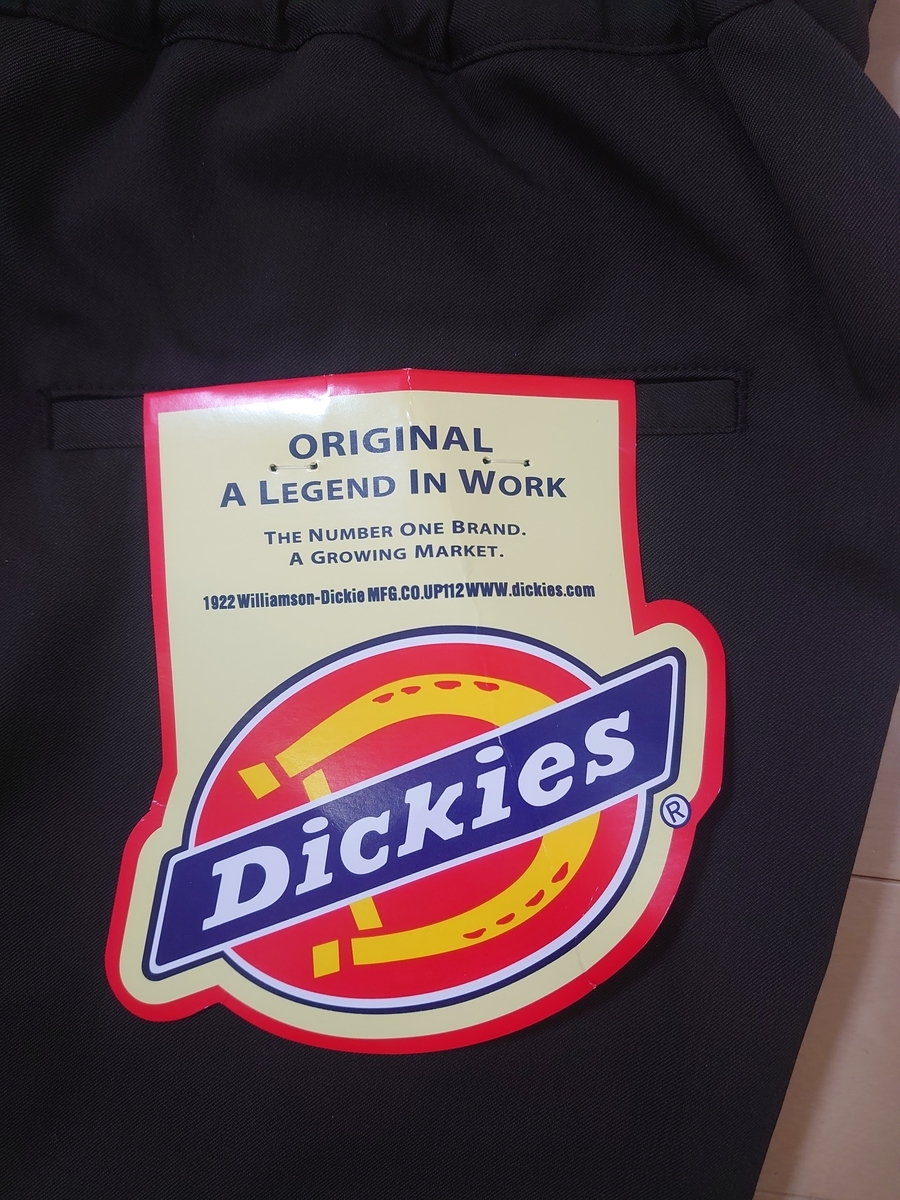 ORIGINAL
A LEGEND IN WORK
THE NUMBER ONE BRAND.
A GROWING MARKET.
1922 Williamson-Dickie MFG.CO.UP112 WWW.dickies.com
Dickies
®